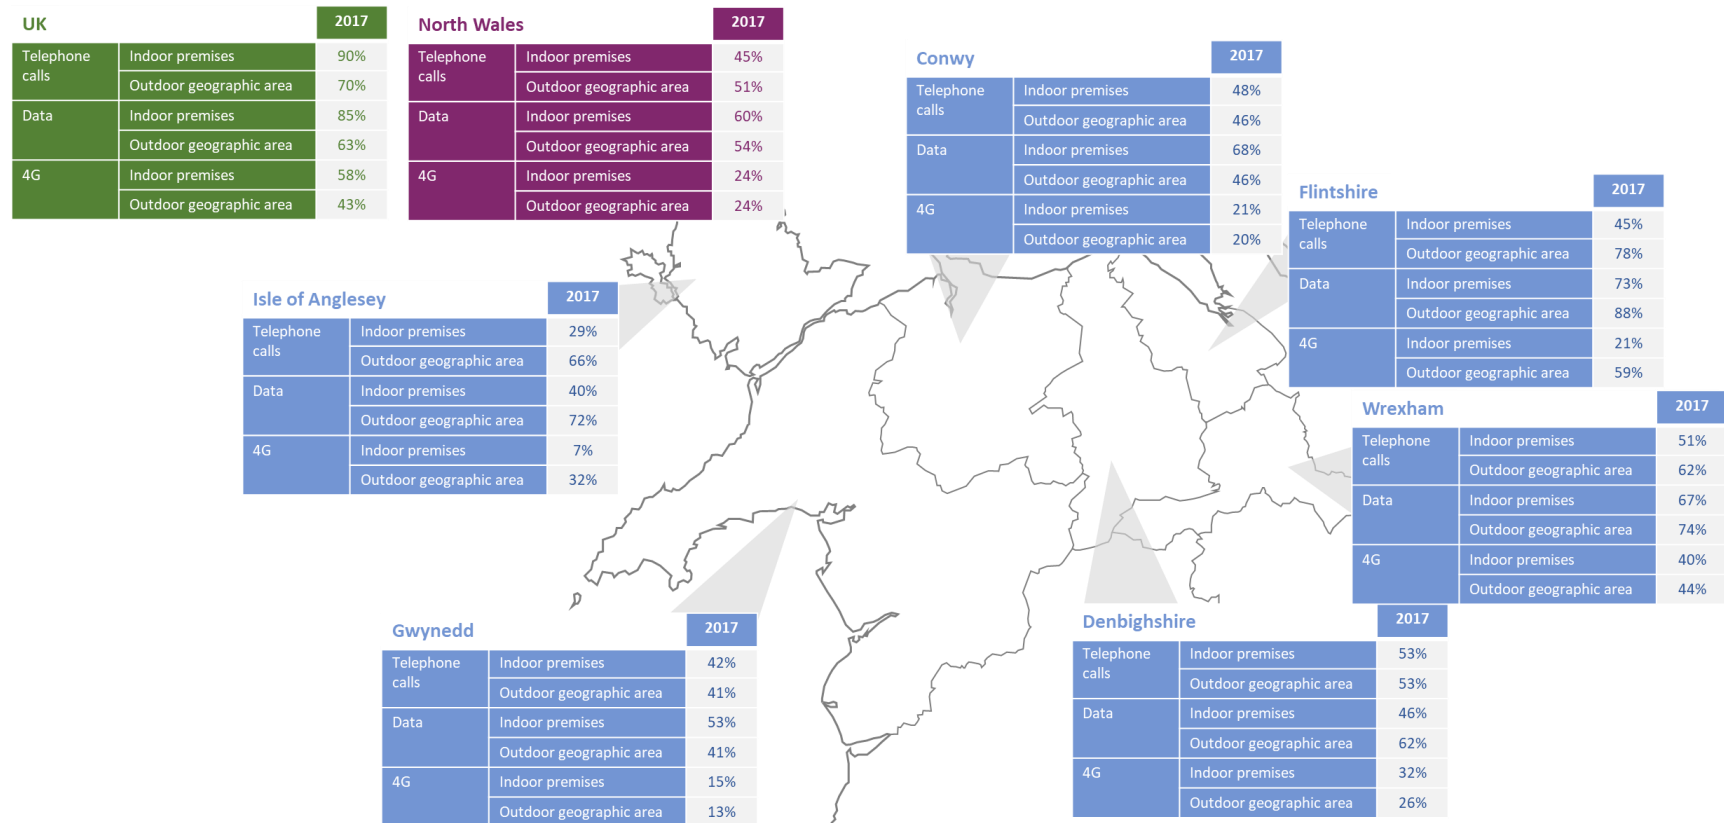 UK 2017
Telephone calls Indoor premises 90%
Outdoor geographic area 70%
Data Indoor premises 85%
Outdoor geographic area 63%
4G Indoor premises 58%
Outdoor geographic area 43%
North Wales 2017
Telephone calls Indoor premises 45%
Outdoor geographic area 51%
Data Indoor premises 60%
Outdoor geographic area 54%
4G Indoor premises 24%
Outdoor geographic area 24%
Conwy 2017
Telephone calls Indoor premises 48%
Outdoor geographic area 46%
Data Indoor premises 68%
Outdoor geographic area 46%
4G Indoor premises 21%
Outdoor geographic area 20%
Flintshire 2017
Telephone calls Indoor premises 45%
Outdoor geographic area 78%
Data Indoor premises 73%
Outdoor geographic area 88%
4G Indoor premises 21%
Outdoor geographic area 59%
Isle of Anglesey 2017
Telephone calls Indoor premises 29%
Outdoor geographic area 66%
Data Indoor premises 40%
Outdoor geographic area 72%
4G Indoor premises 7%
Outdoor geographic area 32%
Wrexham 2017
Telephone calls Indoor premises 51%
Outdoor geographic area 62%
Data Indoor premises 67%
Outdoor geographic area 74%
4G Indoor premises 40%
Outdoor geographic area 44%
Gwynedd 2017
Telephone calls Indoor premises 42%
Outdoor geographic area 41%
Data Indoor premises 53%
Outdoor geographic area 41%
4G Indoor premises 15%
Outdoor geographic area 13%
Denbighshire 2017
Telephone calls Indoor premises 53%
Outdoor geographic area 53%
Data Indoor premises 46%
Outdoor geographic area 62%
4G Indoor premises 32%
Outdoor geographic area 26%